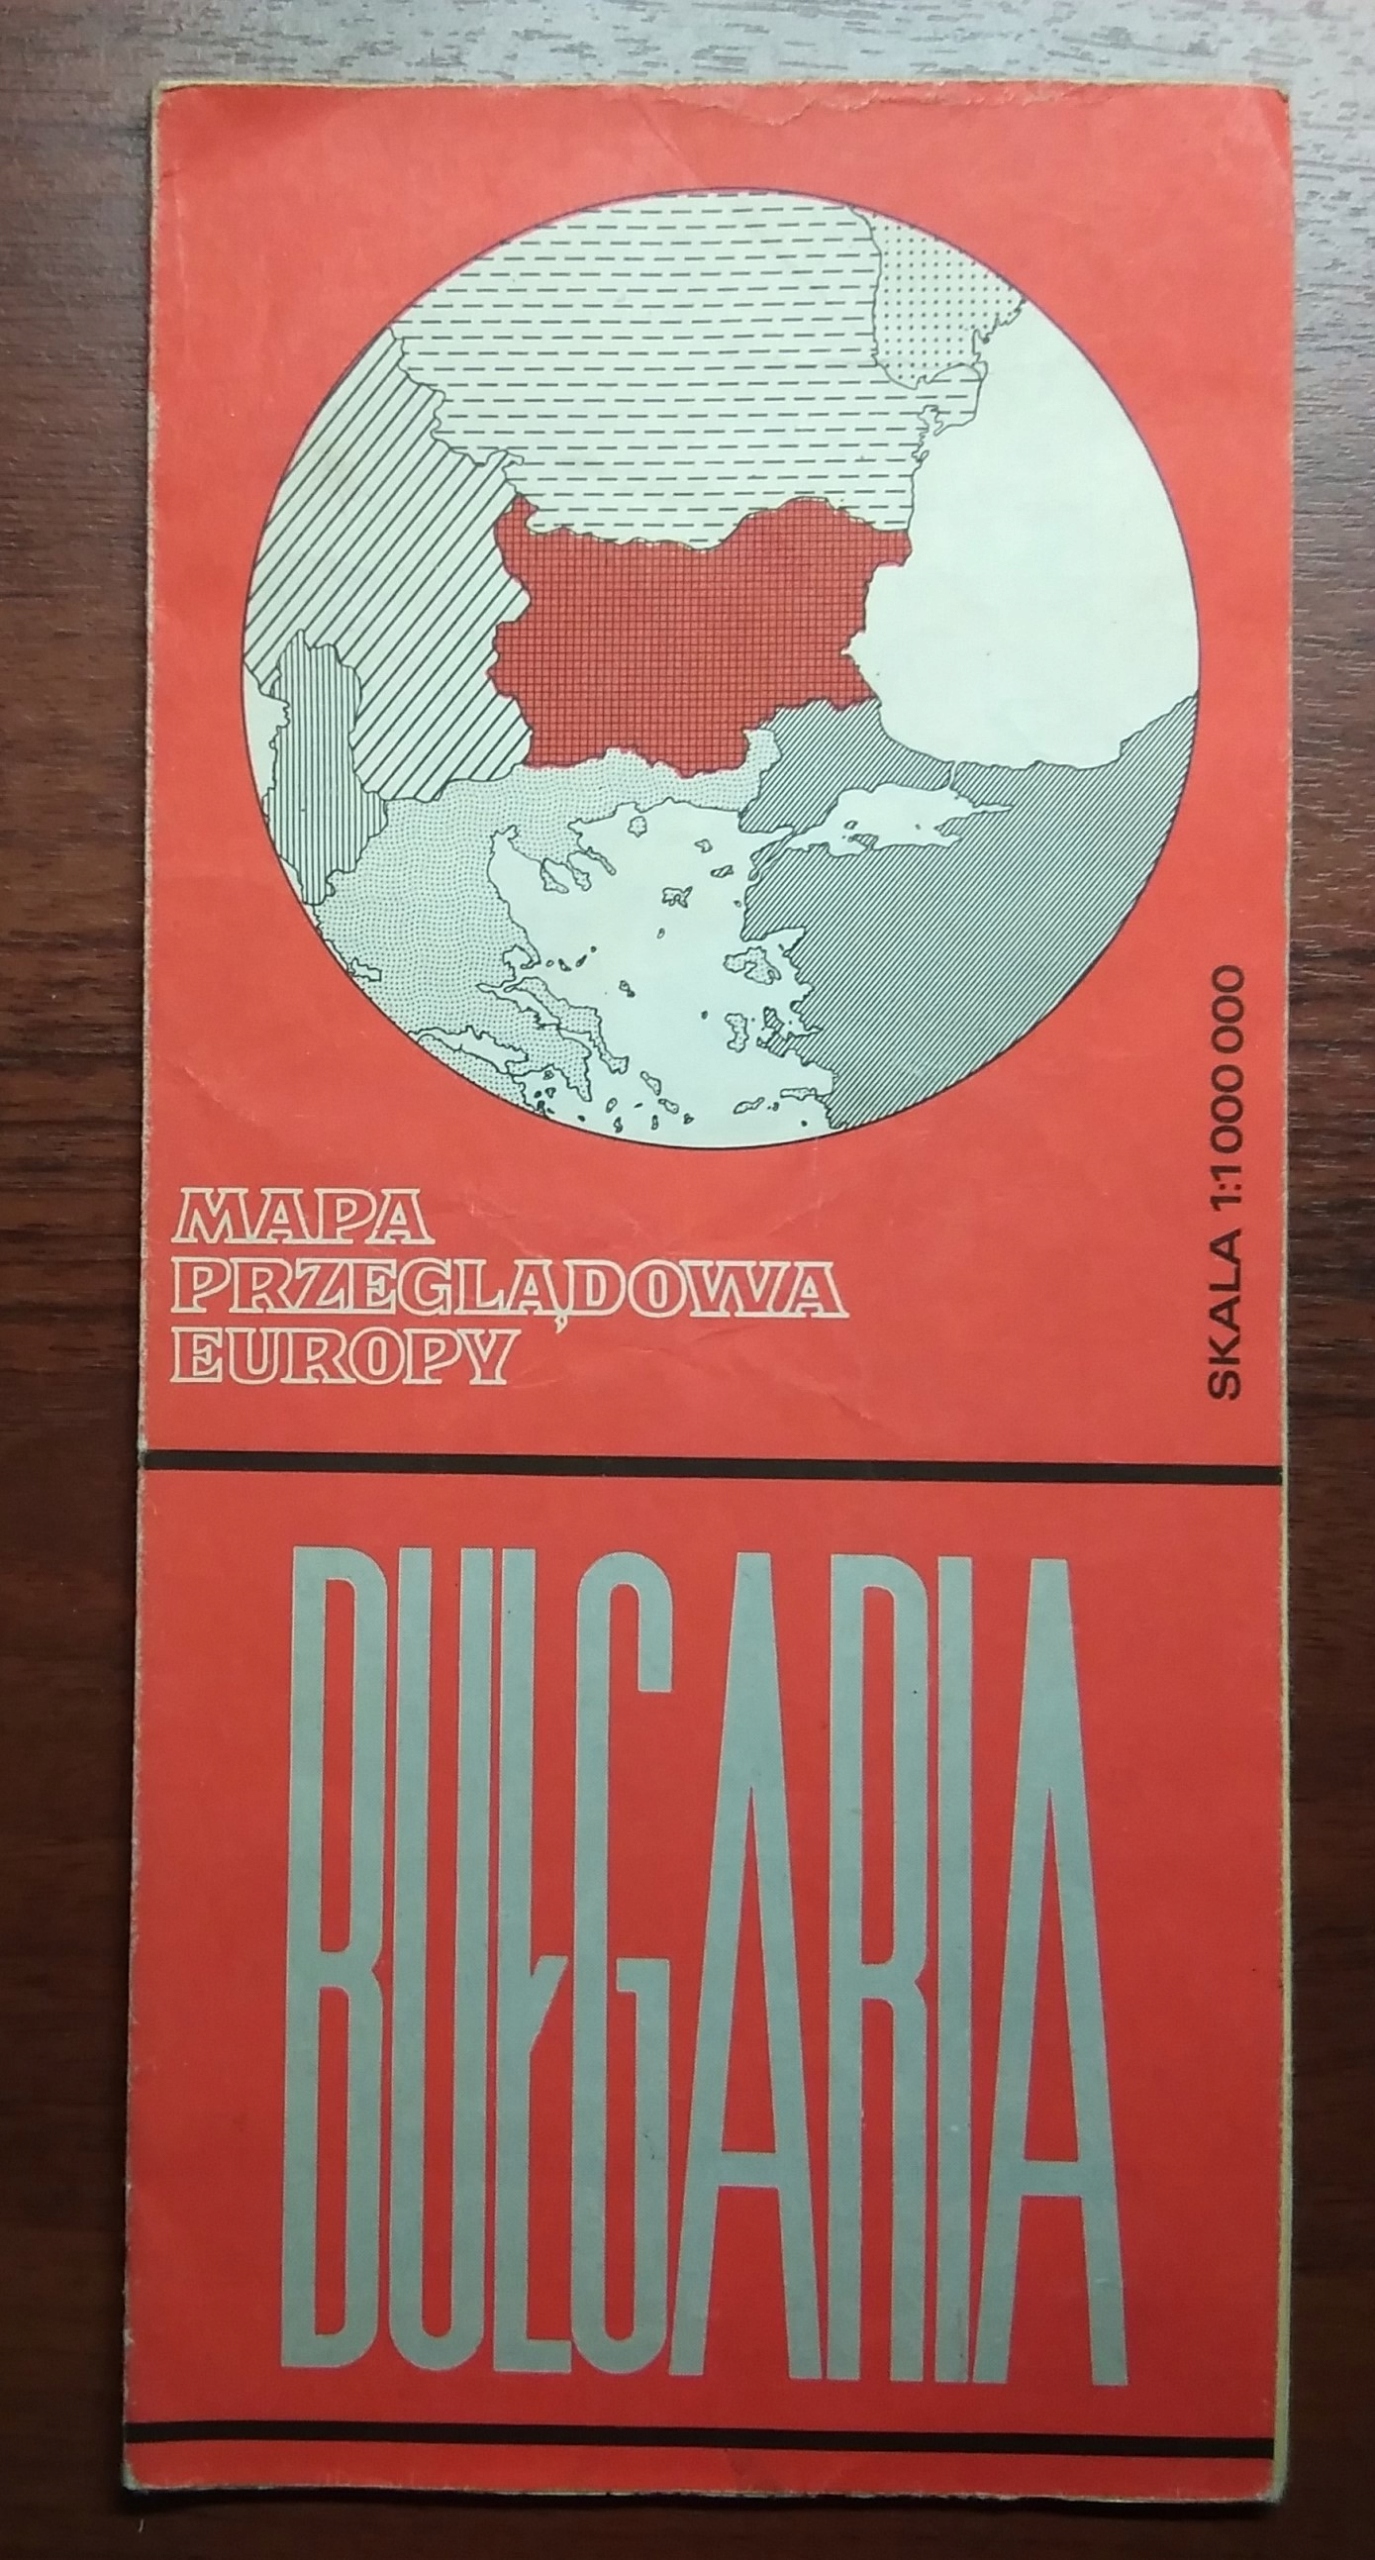 MAPA
PRZEGLĄDOWA
EUROPY
SKALA 1:1 000 000
BUŁGARIA